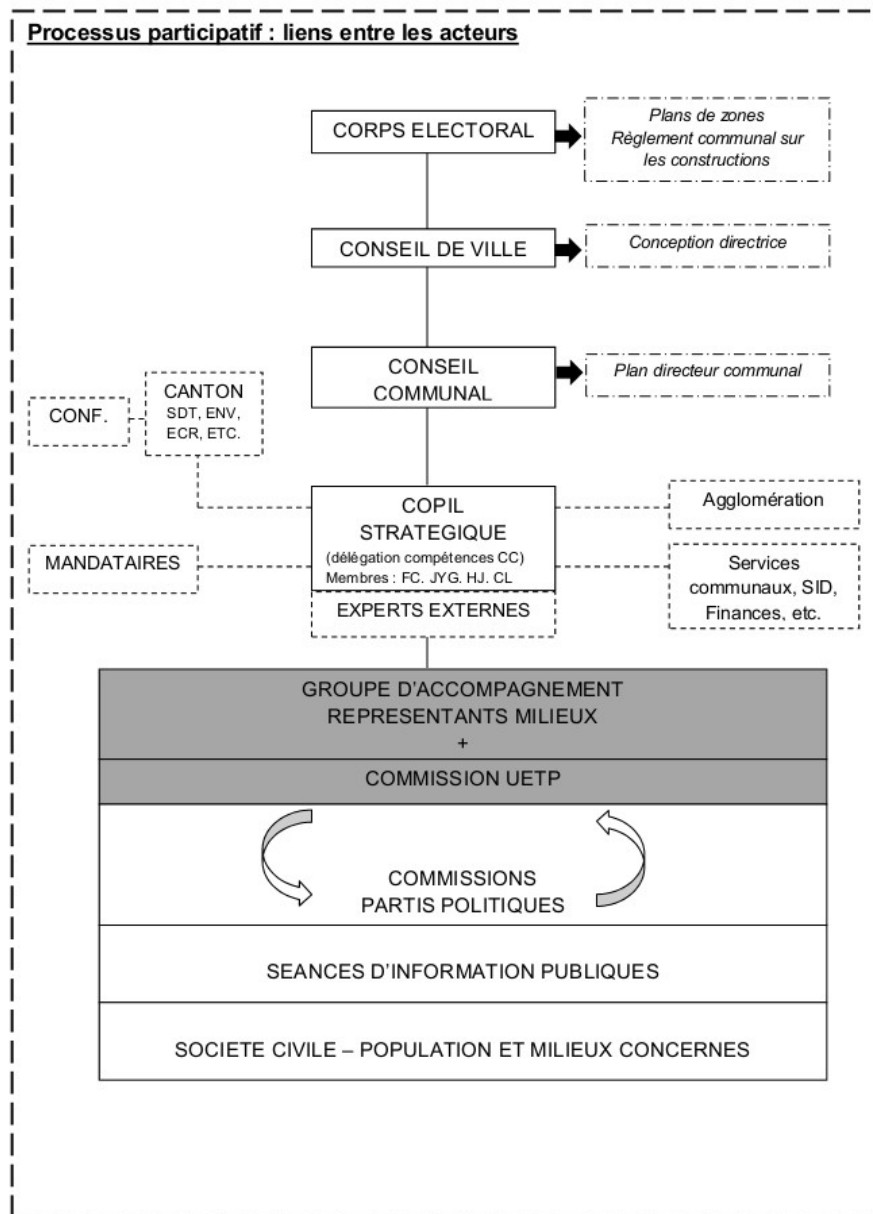 Processus participatif : liens entre les acteurs
CORPS ELECTORAL
Plans de zones
Règlement communal sur
les constructions
CONSEIL DE VILLE
Conception directrice
CONSEIL
COMMUNAL
Plan directeur communal
CONF.
CANTON
SDT, ENV,
ECR, ETC.
COPIL
STRATEGIQUE
(délégation compétences CC)
Membres : FC. JYG. HJ. CL
EXPERTS EXTERNES
Agglomération
MANDATAIRES
Services
communaux, SID,
Finances, etc.
GROUPE D'ACCOMPAGNEMENT
REPRESENTANTS MILIEUX
+
COMMISSION UETP
COMMISSIONS
PARTIS POLITIQUES
SEANCES D'INFORMATION PUBLIQUES
SOCIETE CIVILE – POPULATION ET MILIEUX CONCERNES